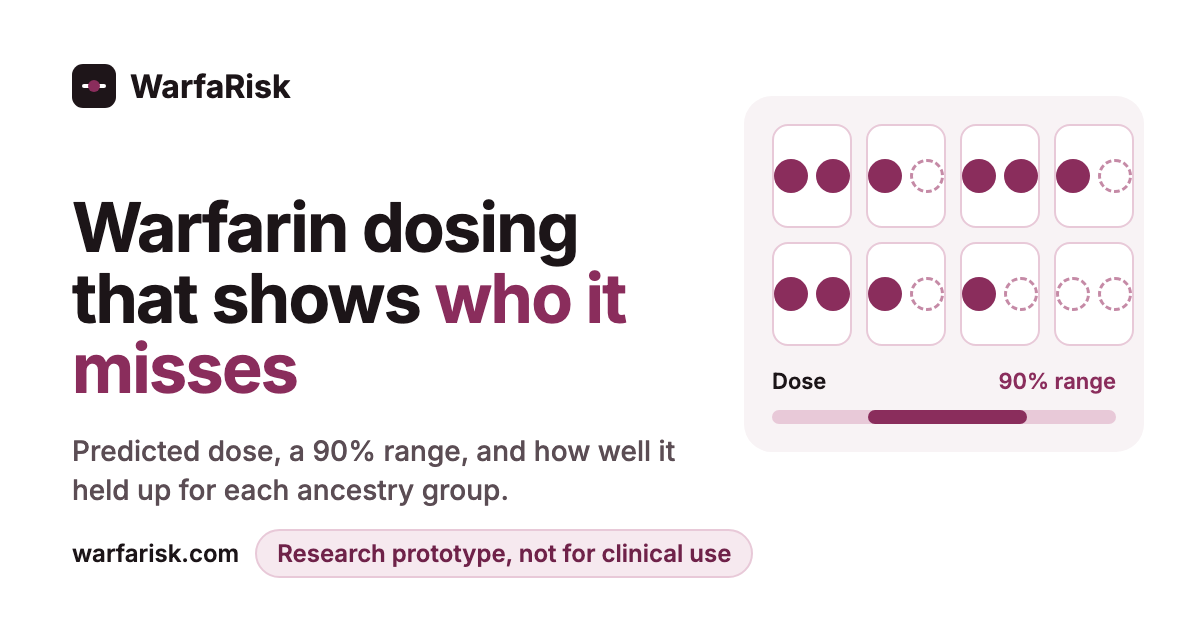 WarfaRisk
Warfarin dosing
that shows who it
misses
Predicted dose, a 90% range, and how well it
held up for each ancestry group.
warfarisk.com
Research prototype, not for clinical use
Dose
90% range